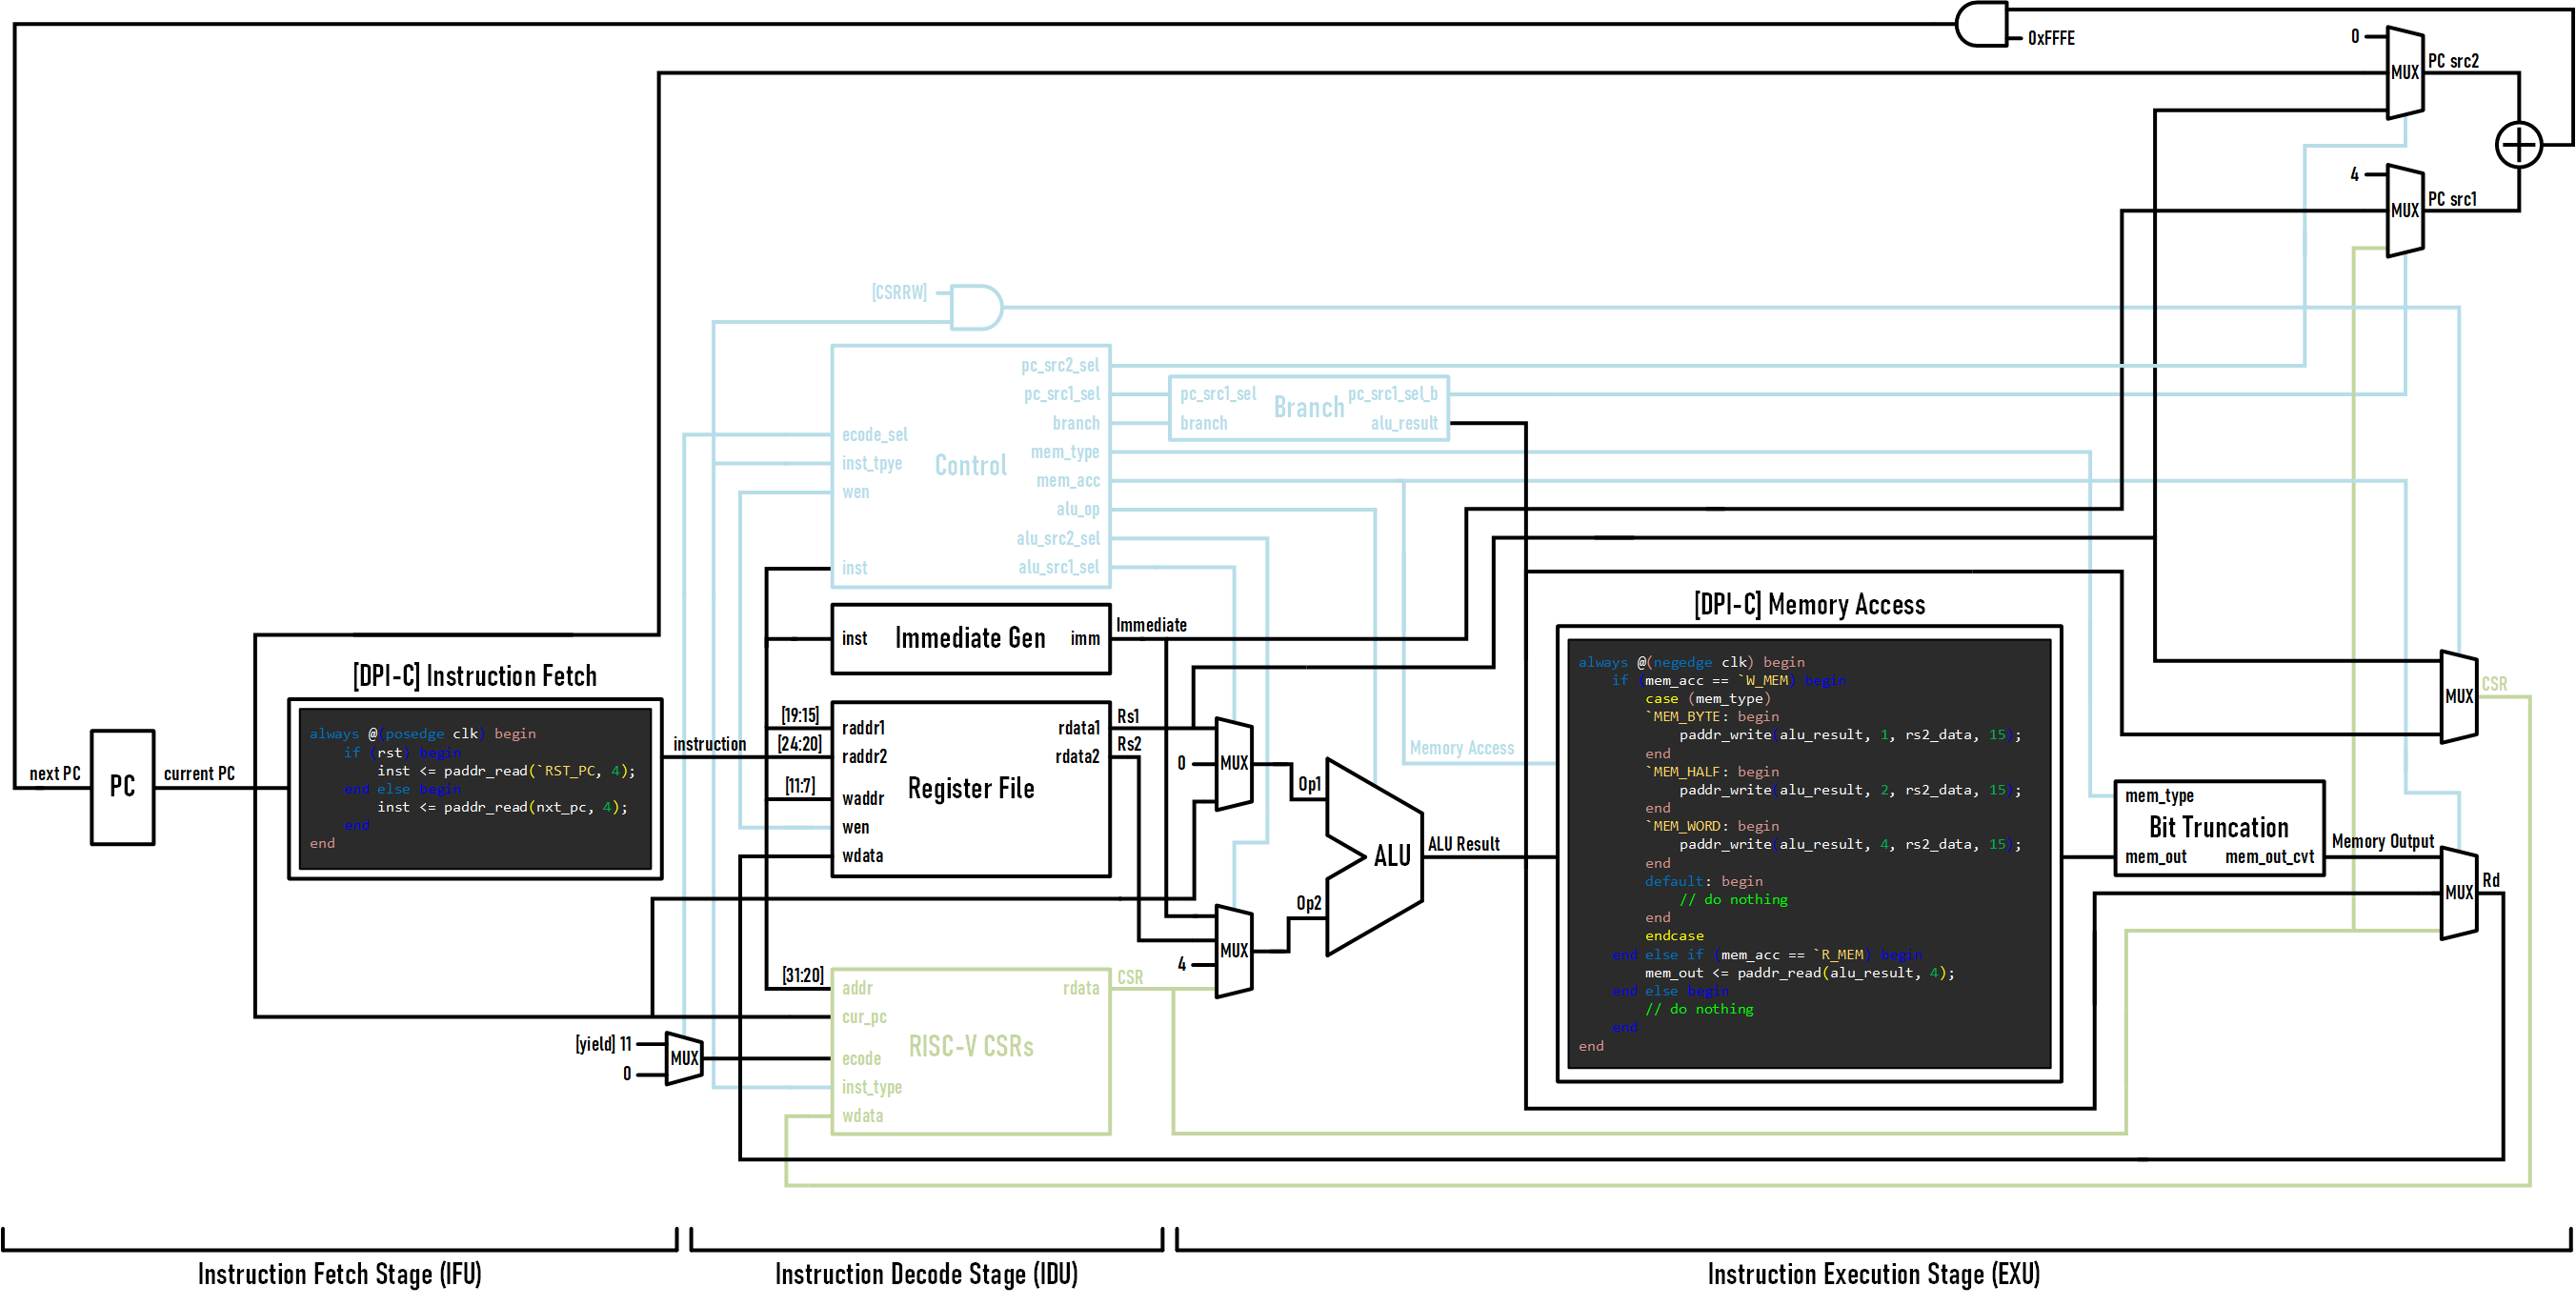 0xFFFE
0
MUX
PC src2
4
MUX
PC src1
[CSRRW]
Control
ecode_sel
inst_tpye
wen
inst
pc_src2_sel
pc_src1_sel
branch
mem_type
mem_acc
alu_op
alu_src2_sel
alu_src1_sel
Branch
pc_src1_sel
branch
pc_src1_sel_b
alu_result
[DPI-C] Instruction Fetch
always @(posedge clk) begin
if (rst) begin
inst <= paddr_read(`RST_PC, 4);
end else begin
inst <= paddr_read(nxt_pc, 4);
end
end
next PC
PC
current PC
instruction
inst
Immediate Gen
imm
Immediate
[19:15]
[24:20]
[11:7]
raddr1
raddr2
waddr
wen
wdata
Register File
rdata1
rdata2
Rs1
Rs2
0
MUX
Op1
4
MUX
Op2
ALU
ALU Result
[31:20]
addr
cur_pc
ecode
inst_type
wdata
RISC-V CSRs
rdata
CSR
[yield] 11
0
MUX
Memory Access
[DPI-C] Memory Access
always @(negedge clk) begin
if (mem_acc == `W_MEM) begin
case (mem_type)
`MEM_BYTE: begin
paddr_write(alu_result, 1, rs2_data, 15);
end
`MEM_HALF: begin
paddr_write(alu_result, 2, rs2_data, 15);
end
`MEM_WORD: begin
paddr_write(alu_result, 4, rs2_data, 15);
end
default: begin
// do nothing
end
endcase
end else if (mem_acc == `R_MEM) begin
mem_out <= paddr_read(alu_result, 4);
end else begin
// do nothing
end
end
mem_type
Bit Truncation
mem_out
mem_out_cvt
Memory Output
MUX
CSR
MUX
Rd
Instruction Fetch Stage (IFU)
Instruction Decode Stage (IDU)
Instruction Execution Stage (EXU)